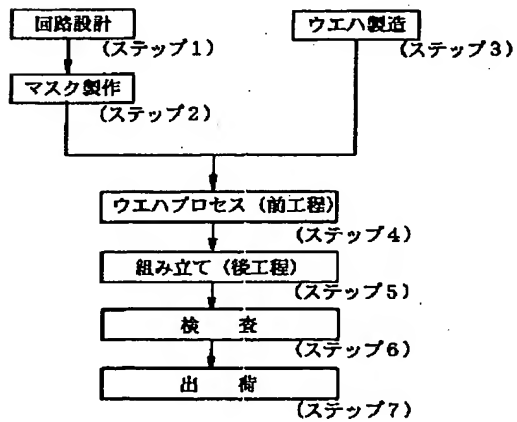 回路設計
(ステップ1)
ウエハ製造
(ステップ3)
マスク製作
(ステップ2)
ウエハプロセス (前工程)
(ステップ4)
組み立て (後工程)
(ステップ5)
検 査
(ステップ6)
出 荷
(ステップ7)